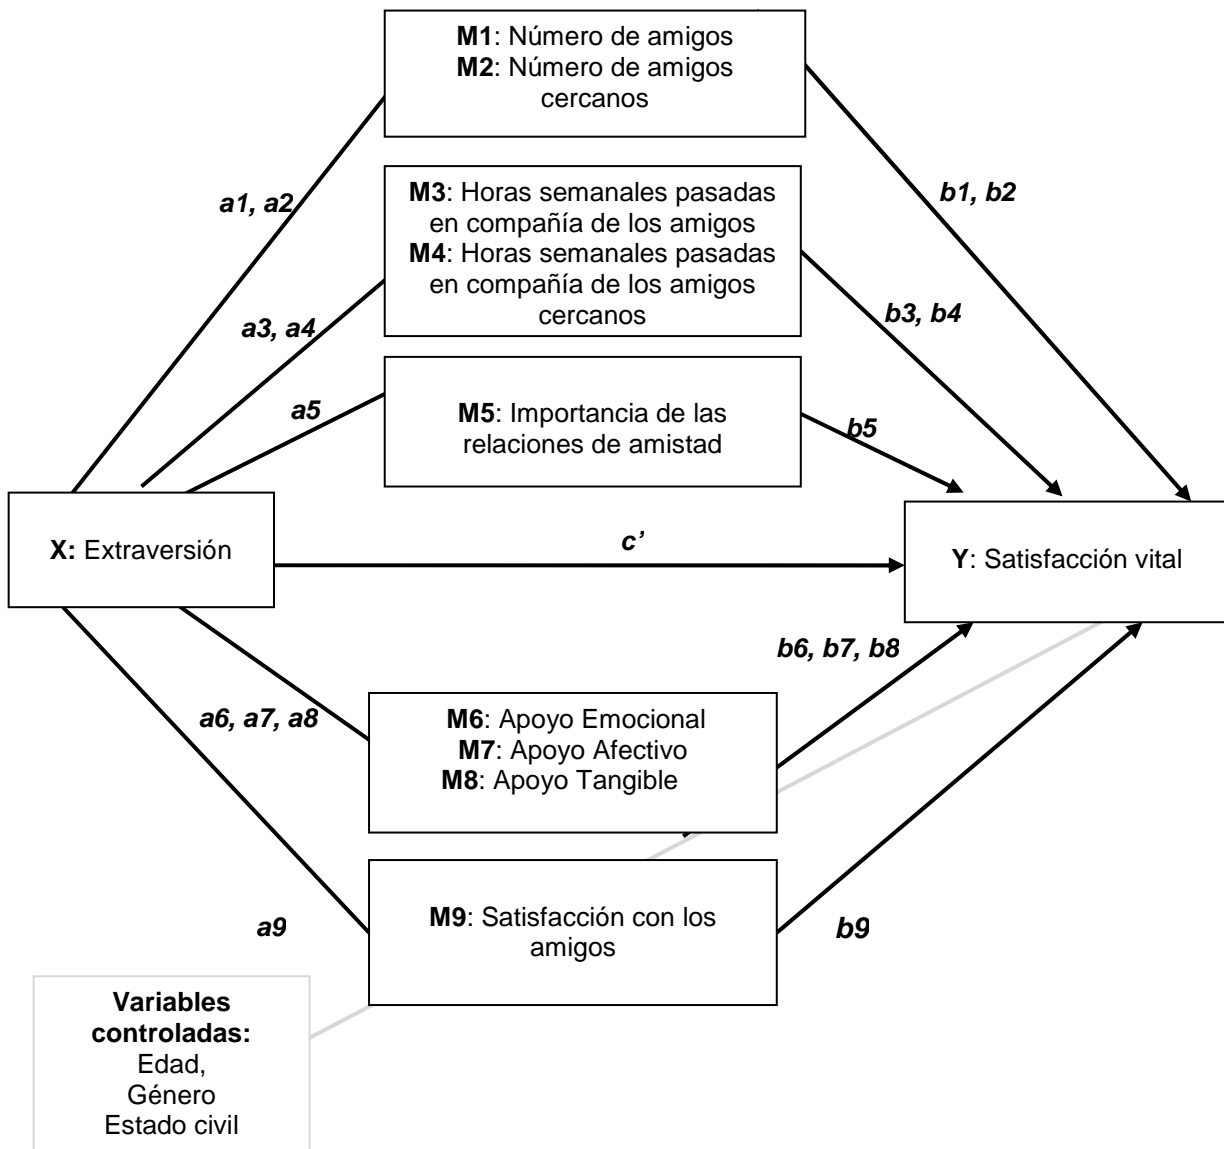 M1: Número de amigos
M2: Número de amigos
cercanos
a1, a2
b1, b2
M3: Horas semanales pasadas
en compañía de los amigos
M4: Horas semanales pasadas
en compañía de los amigos
cercanos
a3, a4
b3, b4
a5
M5: Importancia de las
relaciones de amistad
b5
X: Extraversión
c’
Y: Satisfacción vital
a6, a7, a8
M6: Apoyo Emocional
M7: Apoyo Afectivo
M8: Apoyo Tangible
b6, b7, b8
a9
M9: Satisfacción con los
amigos
b9
Variables
controladas:
Edad,
Género
Estado civil